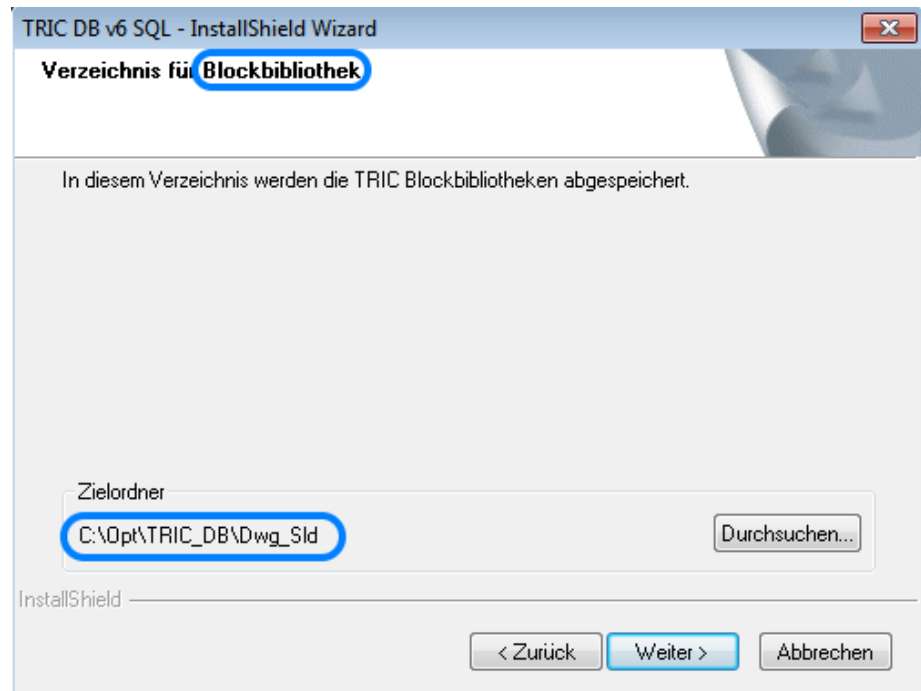 TRIC DB v6 SQL - InstallShield Wizard
Verzeichnis für Blockbibliothek
In diesem Verzeichnis werden die TRIC Blockbibliotheken abgespeichert.
Zielordner
C:\Opt\TRIC_DB\Dwg_Sld
Durchsuchen...
InstallShield
< Zurück
Weiter >
Abbrechen